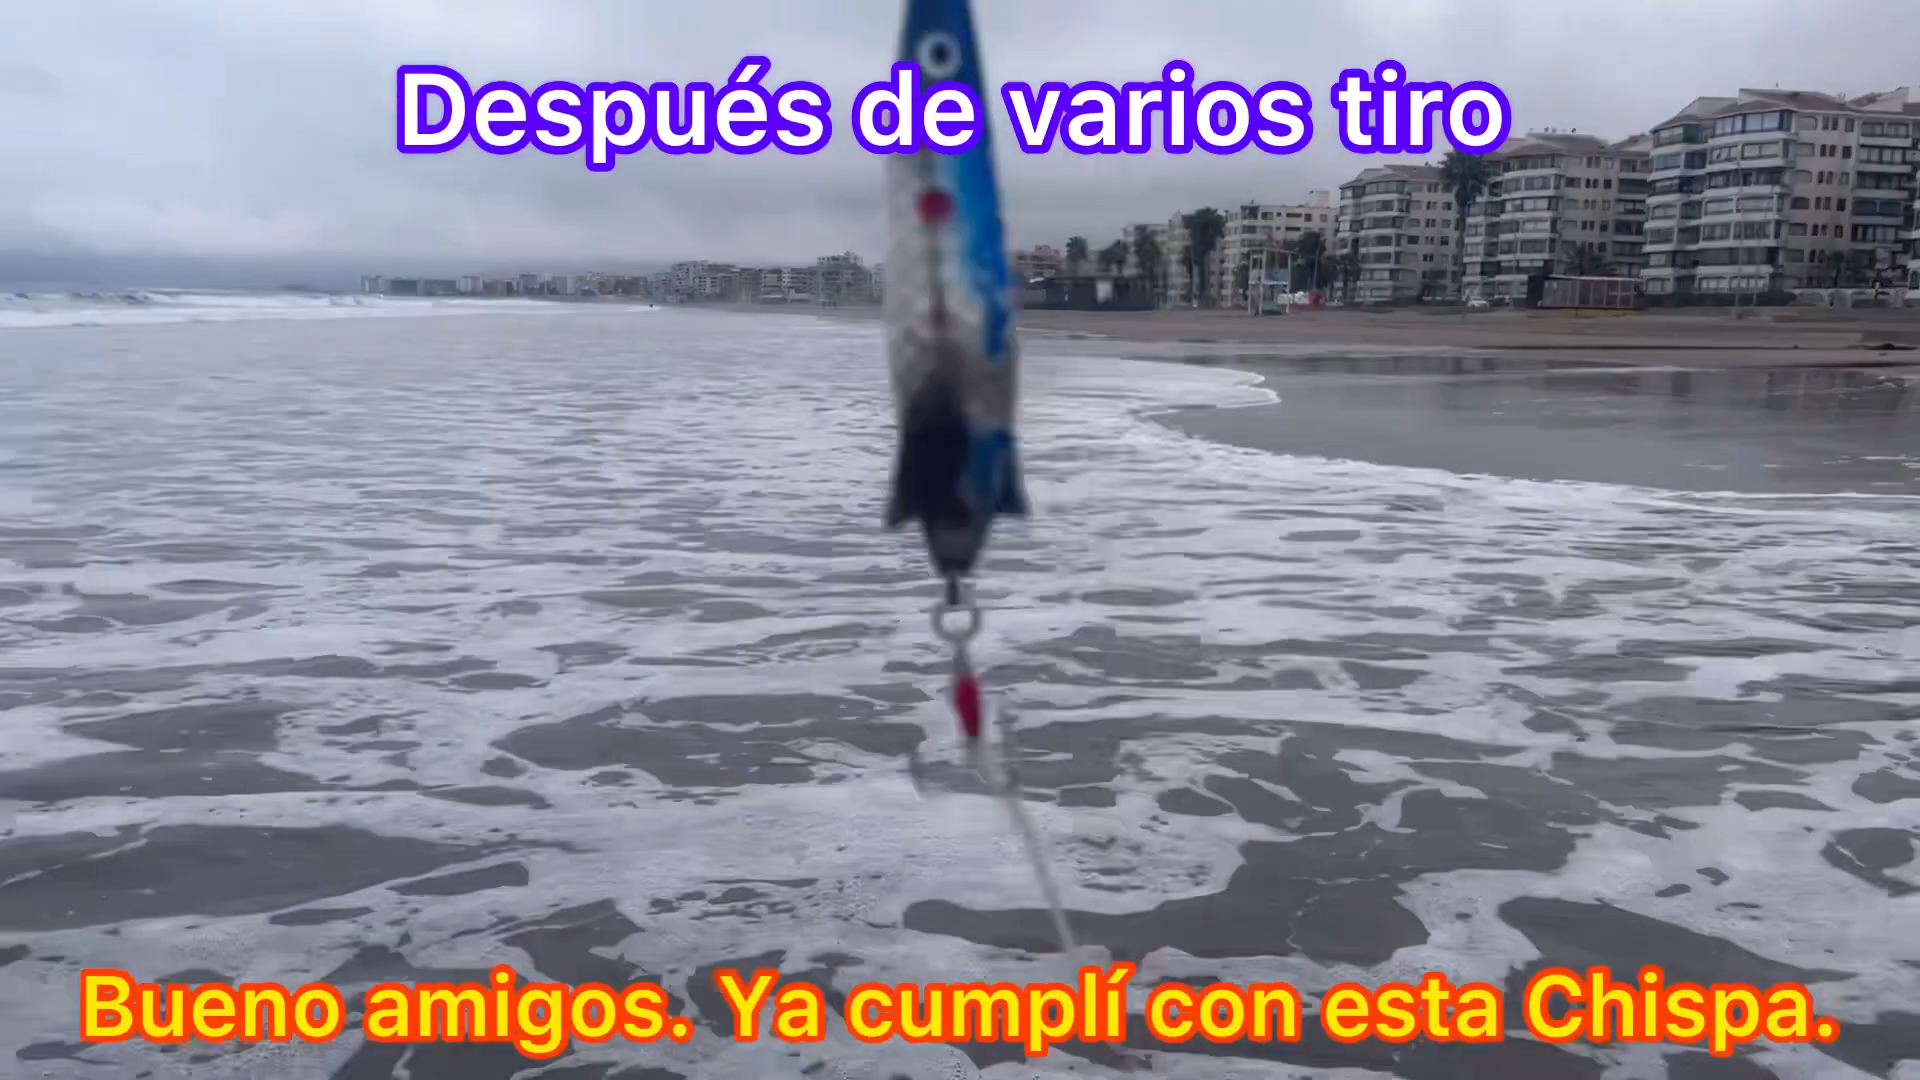 Después de varios tiro
Bueno amigos. Ya cumplí con esta Chispa.